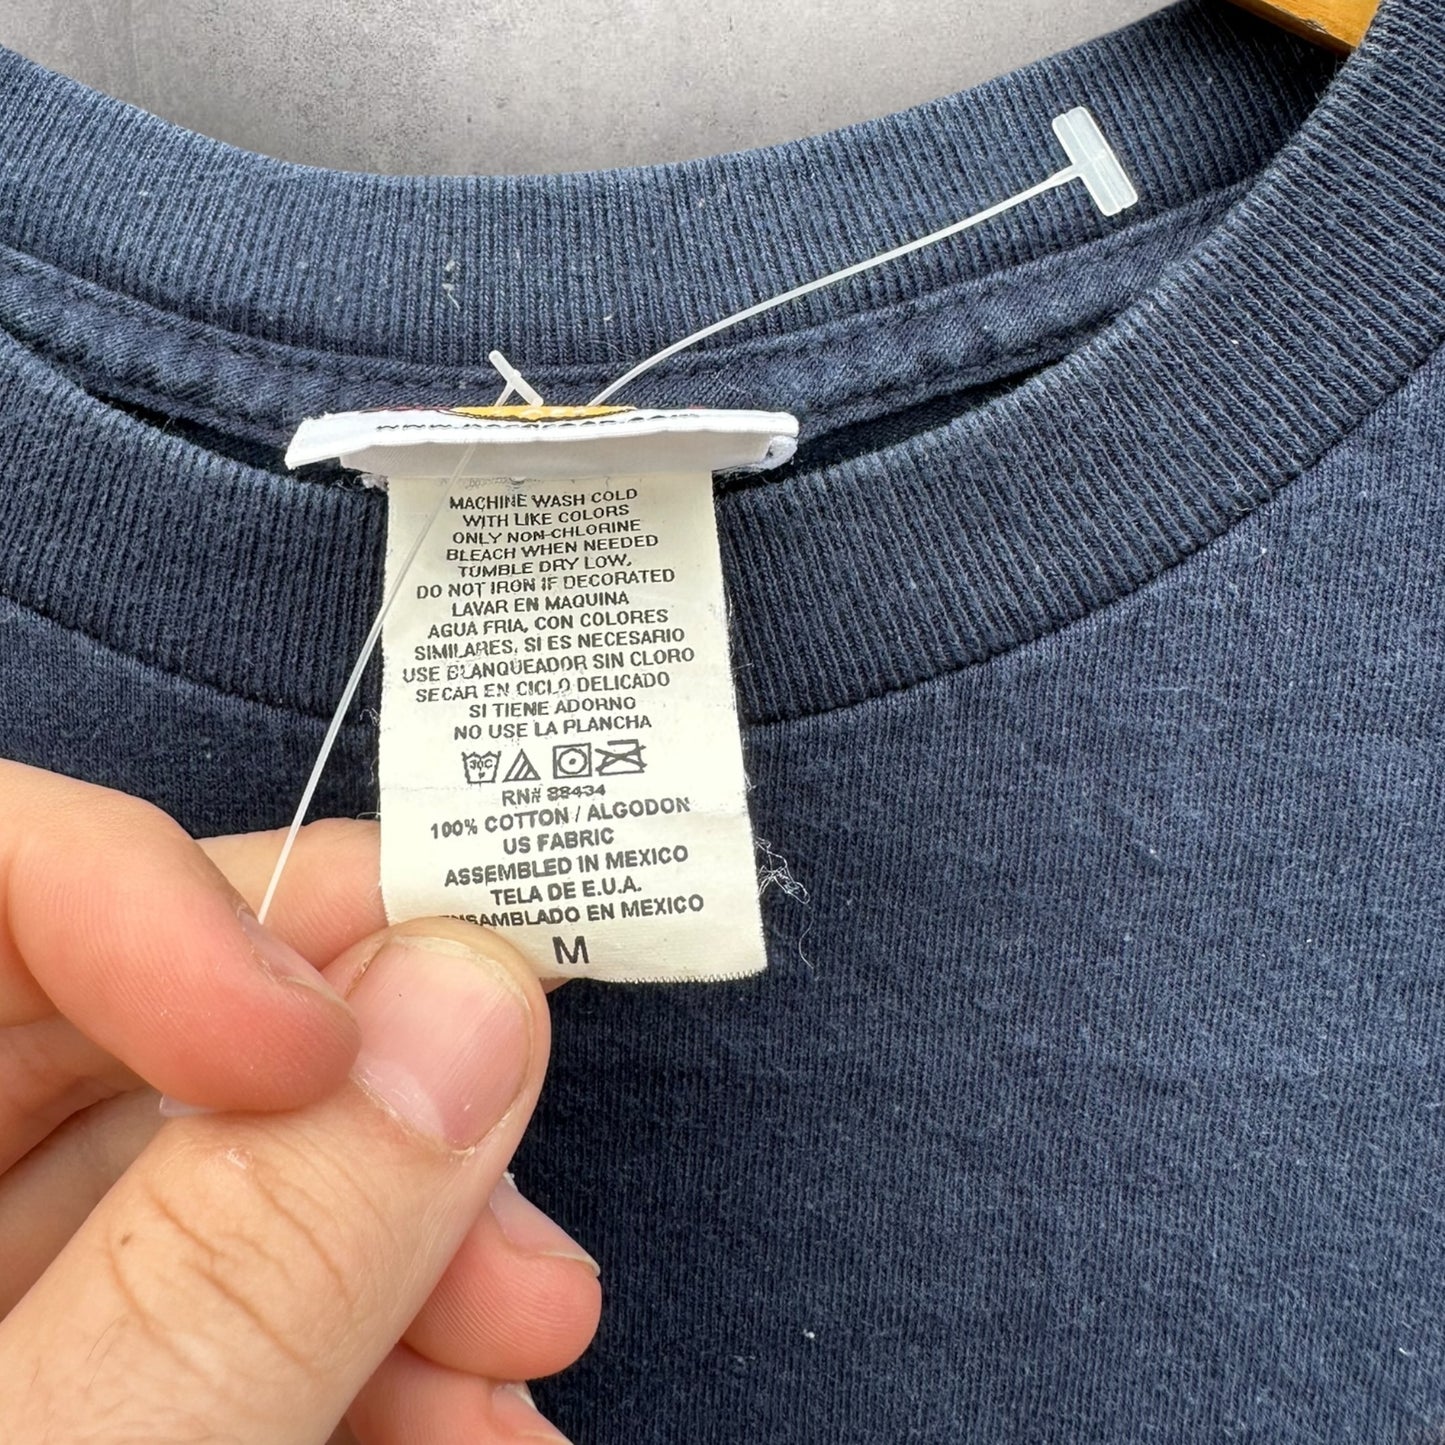 MACHINE WASH COLD
WITH LIKE COLORS
ONLY NON-CHLORINE
BLEACH WHEN NEEDED
TUMBLE DRY LOW,
DO NOT IRON IF DECORATED
LAVAR EN MAQUINA
AGUA FRIA, CON COLORES
SIMILARES, SI ES NECESARIO
USE BLANQUEADOR SIN CLORO
SECAR EN CICLO DELICADO
SI TIENE ADORNO
NO USE LA PLANCHA
30C
RN# 88434
100% COTTON / ALGODON
US FABRIC
ASSEMBLED IN MEXICO
TELA DE E.U.A.
ENSAMBLADO EN MEXICO
M